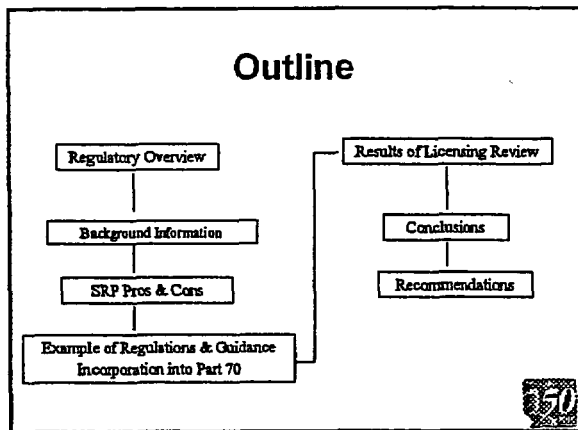 Outline
Regulatory Overview
Background Information
SRP Pros & Cons
Example of Regulations & Guidance
Incorporation into Part 70
Results of Licensing Review
Conclusions
Recommendations